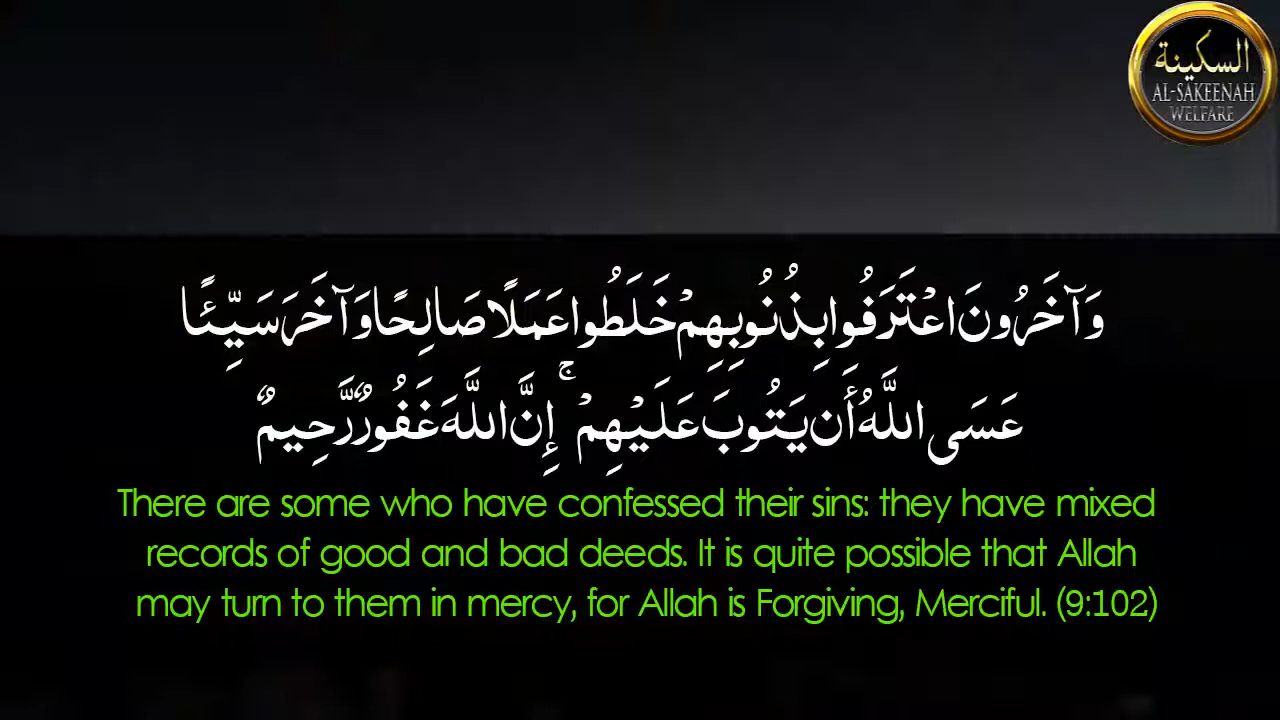 السكينة
AL-SAKEENAH
WELFARE
وَآخَرُونَ اعْتَرَفُوا بِذُنُوبِهِمْ خَلَطُوا عَمَلًا صَالِحًا وَآخَرَ سَيِّئًا
عَسَى اللَّهُ أَن يَتُوبَ عَلَيْهِمْ ۚ إِنَّ اللَّهَ غَفُورٌ رَّحِيمٌ
There are some who have confessed their sins: they have mixed
records of good and bad deeds. It is quite possible that Allah
may turn to them in mercy, for Allah is Forgiving, Merciful. (9:102)